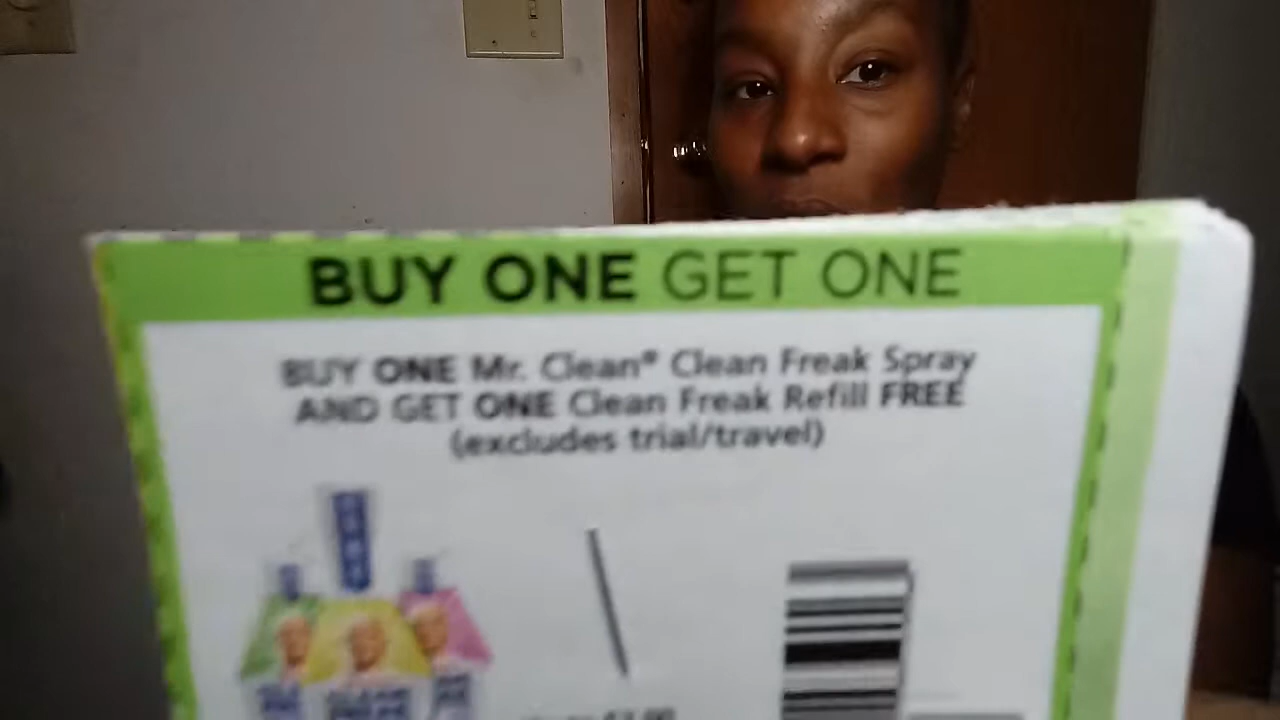 BUY ONE GET ONE
BUY ONE Mr. Clean® Clean Freak Spray
AND GET ONE Clean Freak Refill FREE
(excludes trial/travel)